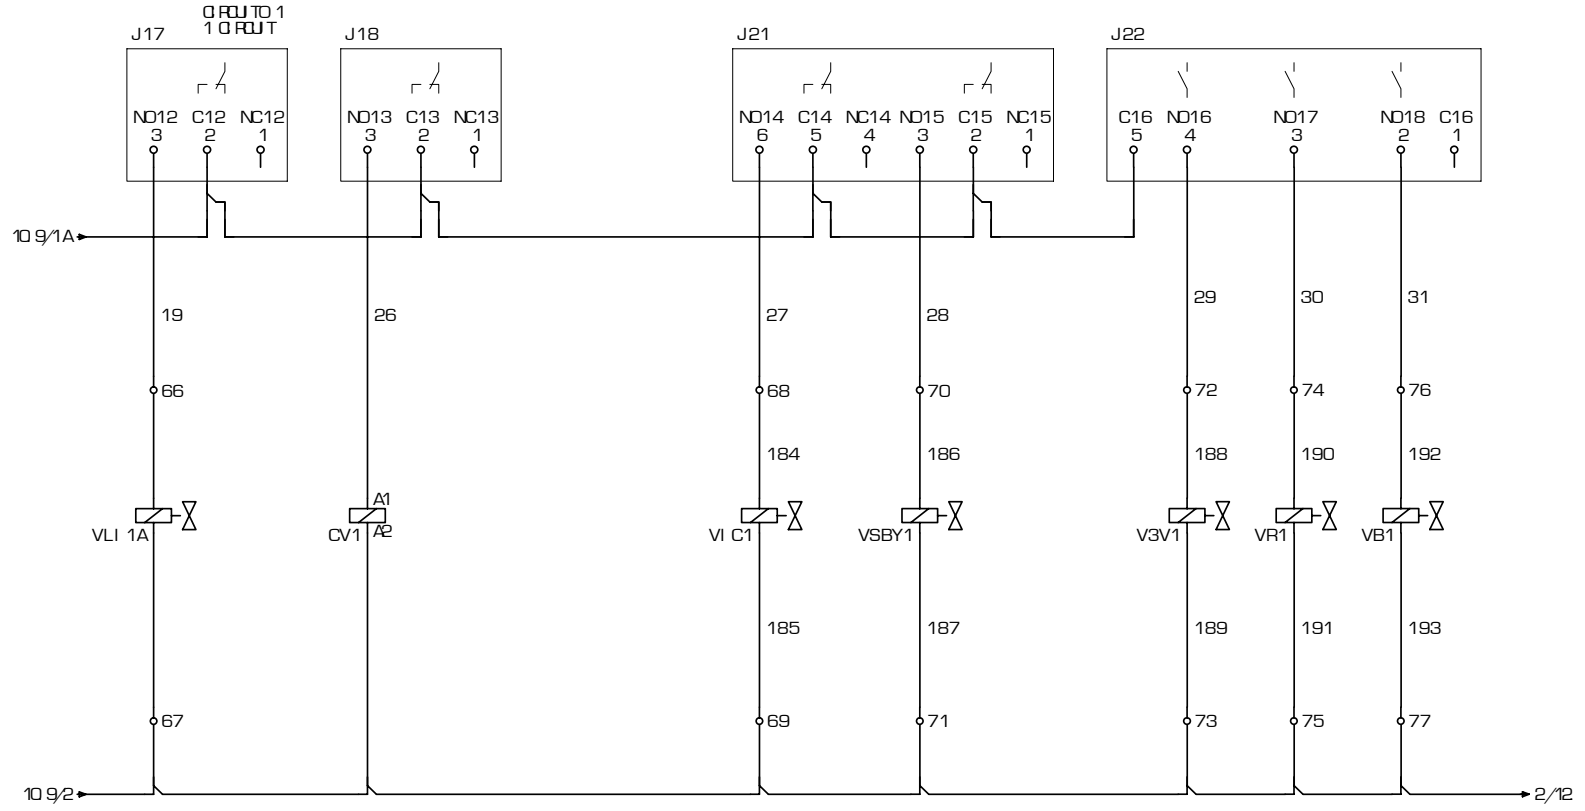 CIRCUITO 1
1 CIRCUIT
J17 J18 J21 J22
NO12 C12 NC12 NO13 C13 NC13 NO14 C14 NC14 NO15 C15 NC15 C16 NO16 NO17 NO18 C16
3 2 1 3 2 1 6 5 4 3 2 1 5 4 3 2 1
10.9/1A
29 30 31
19 26 27 28
66 68 70 72 74 76
184 186 188 190 192
A1
VLI 1A CV1 A2 VI C1 VSBY1 V3V1 VR1 VB1
185 187 189 191 193
67 69 71 73 75 77
10.9/2 2/12